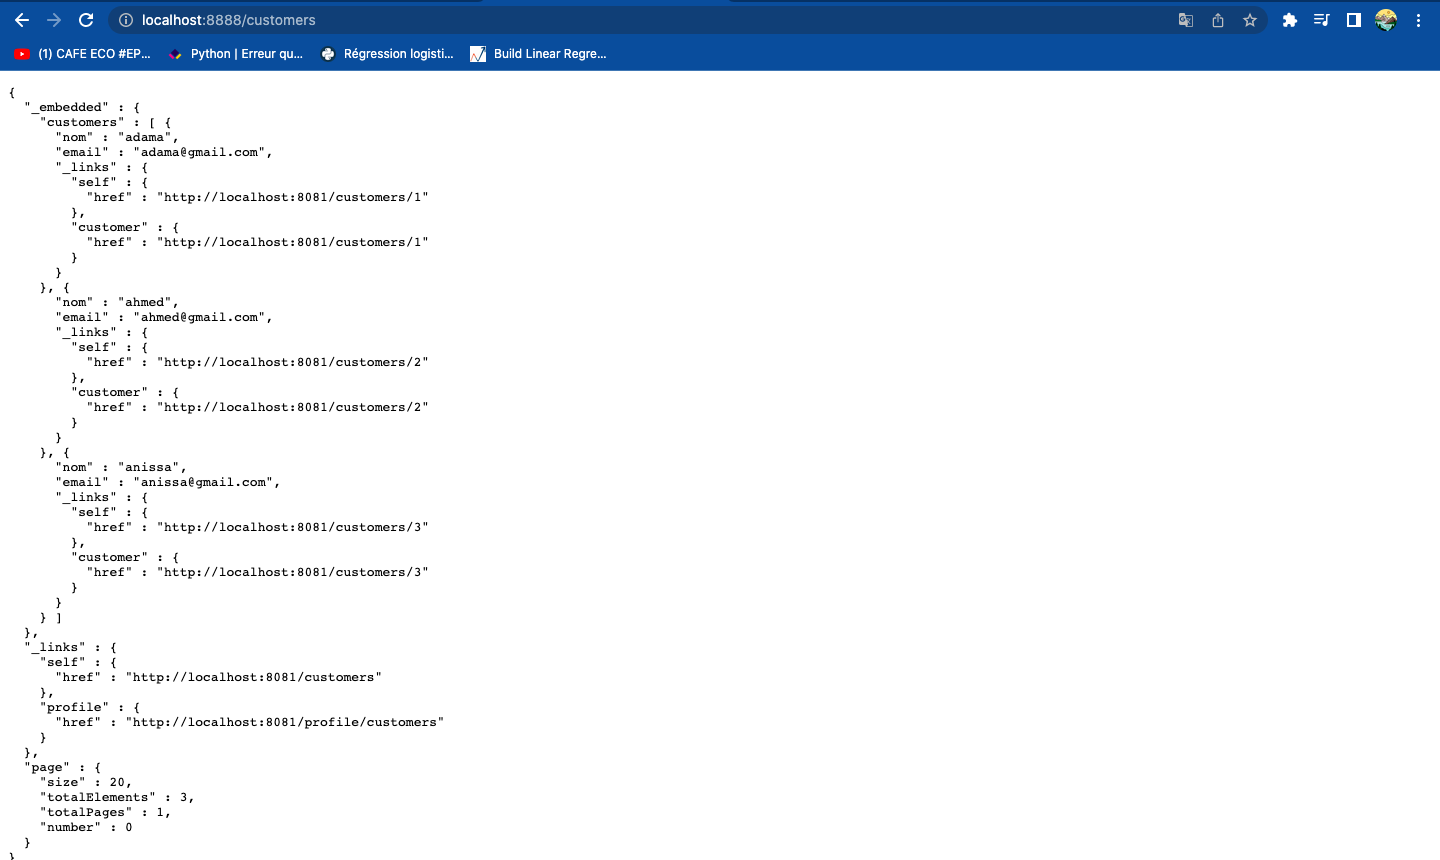 localhost:8888/customers
(1) CAFE ECO #EP... Python | Erreur qu... Régression logisti... Build Linear Regre...
{
  "_embedded" : {
    "customers" : [ {
      "nom" : "adama",
      "email" : "adama@gmail.com",
      "_links" : {
        "self" : {
          "href" : "http://localhost:8081/customers/1"
        },
        "customer" : {
          "href" : "http://localhost:8081/customers/1"
        }
      }
    }, {
      "nom" : "ahmed",
      "email" : "ahmed@gmail.com",
      "_links" : {
        "self" : {
          "href" : "http://localhost:8081/customers/2"
        },
        "customer" : {
          "href" : "http://localhost:8081/customers/2"
        }
      }
    }, {
      "nom" : "anissa",
      "email" : "anissa@gmail.com",
      "_links" : {
        "self" : {
          "href" : "http://localhost:8081/customers/3"
        },
        "customer" : {
          "href" : "http://localhost:8081/customers/3"
        }
      }
    } ]
  },
  "_links" : {
    "self" : {
      "href" : "http://localhost:8081/customers"
    },
    "profile" : {
      "href" : "http://localhost:8081/profile/customers"
    }
  },
  "page" : {
    "size" : 20,
    "totalElements" : 3,
    "totalPages" : 1,
    "number" : 0
  }
}